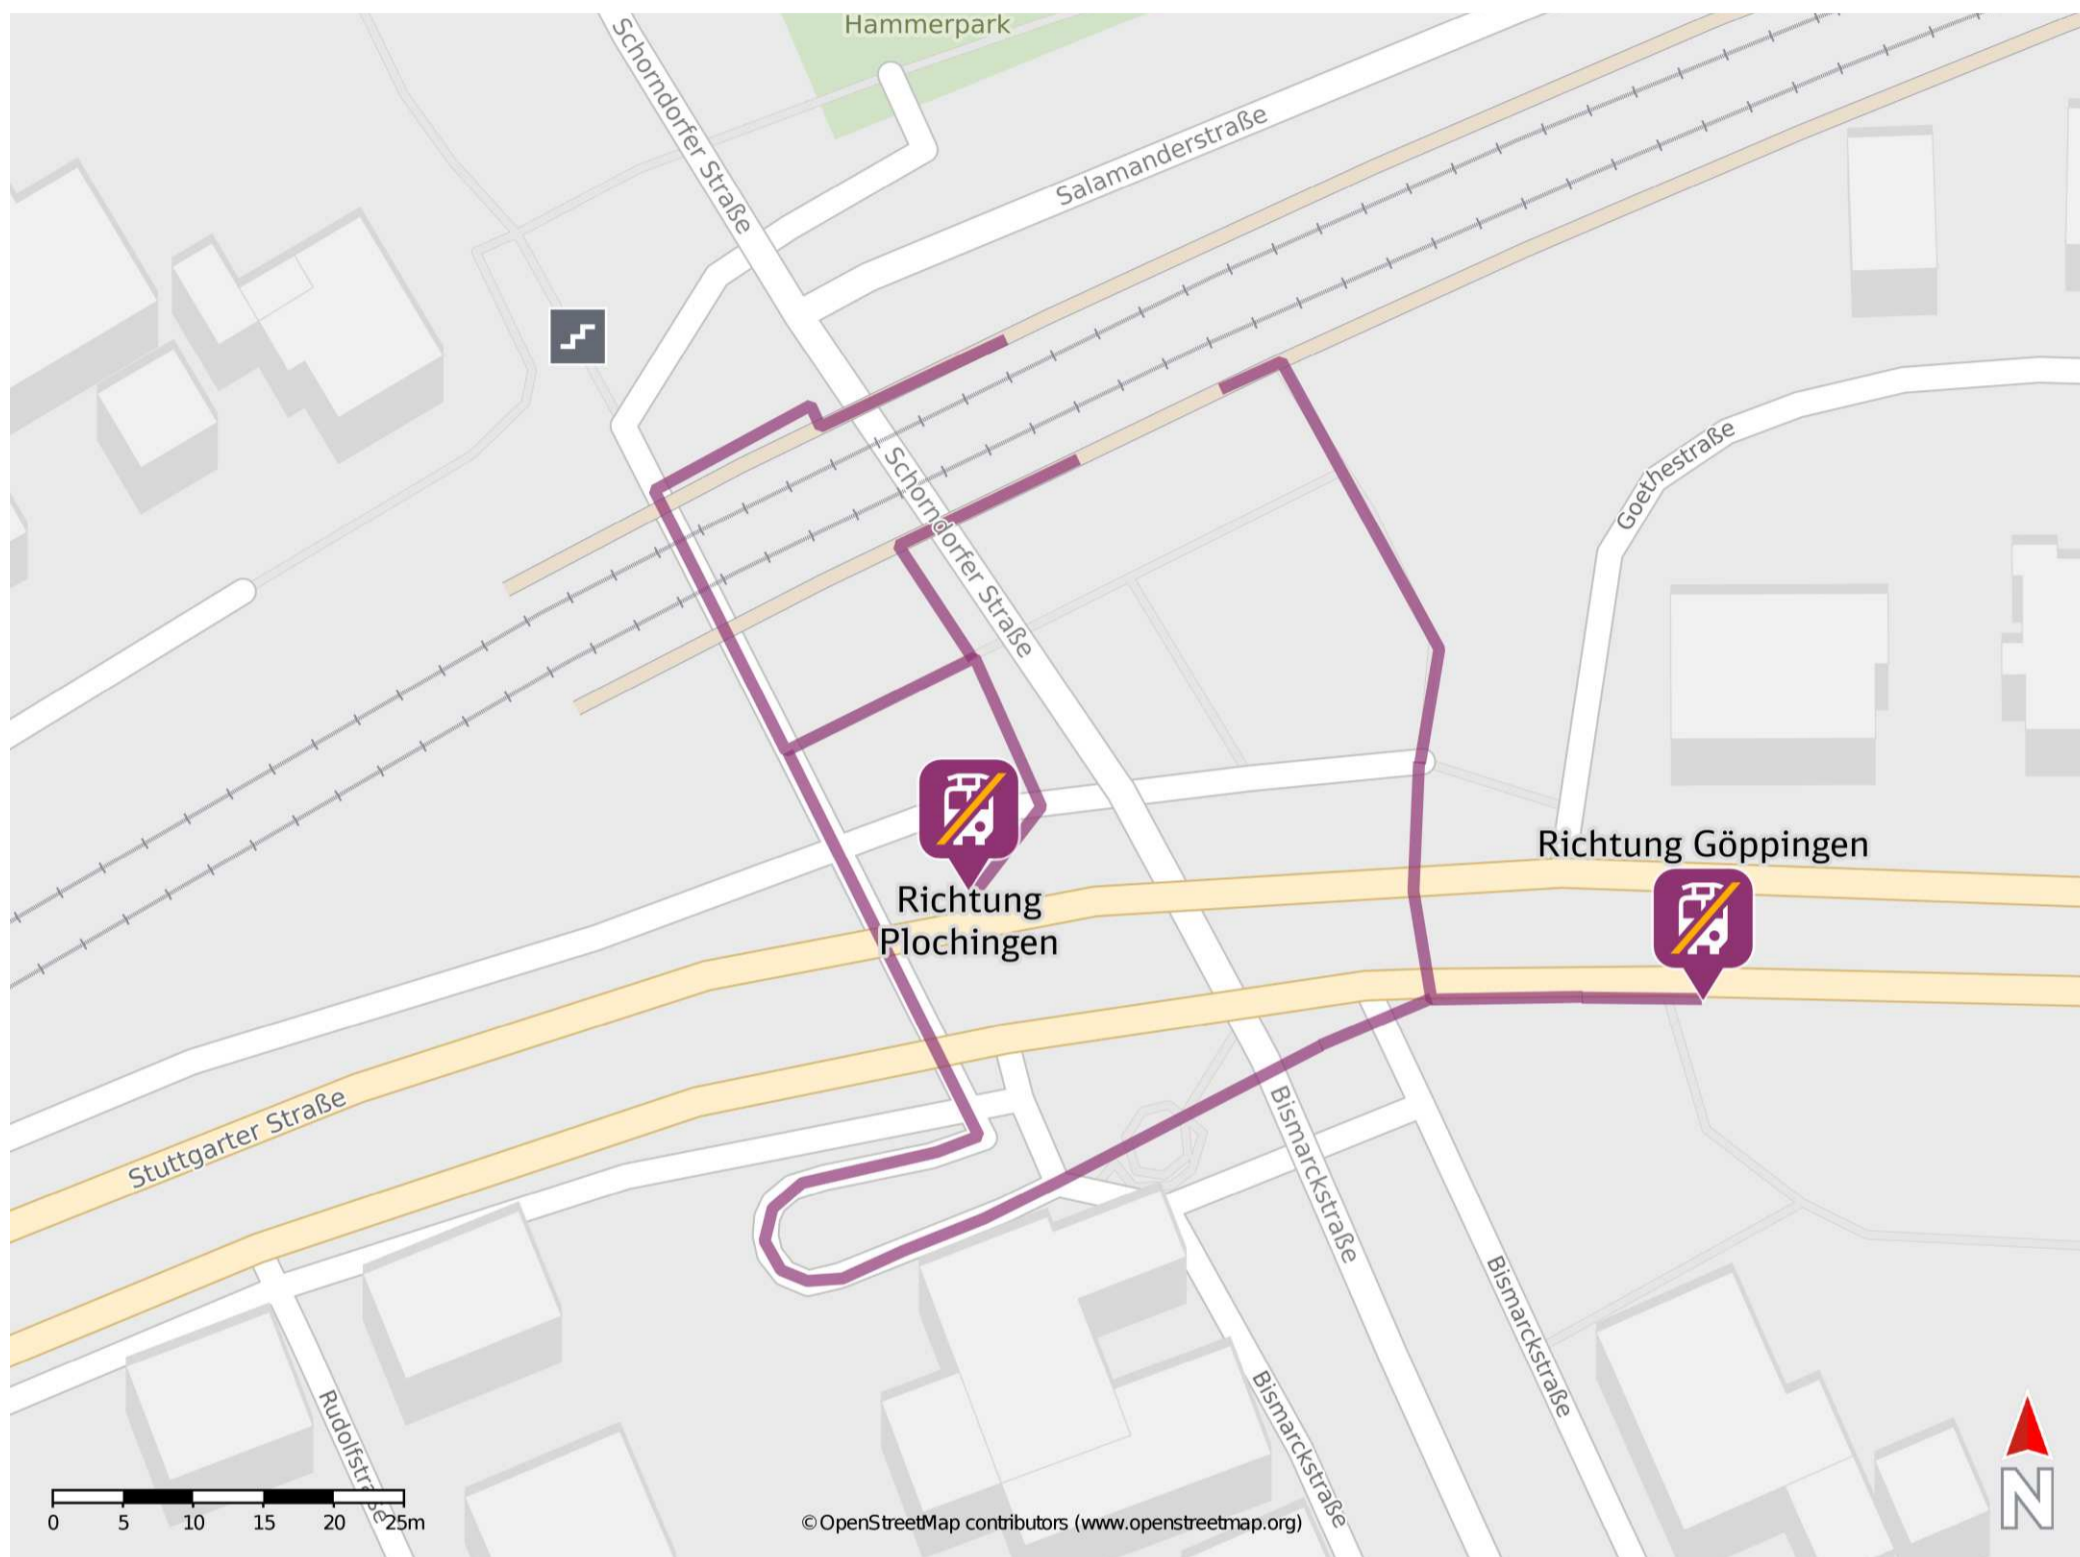 Hammerpark
Schorndorfer Straße
Salamanderstraße
Schorndorfer Straße
Goethestraße
Richtung Göppingen
Richtung
Plochingen
Stuttgarter Straße
Bismarckstraße
Bismarckstraße
Bismarckstraße
Rudolfstraße
0 5 10 15 20 25m
© OpenStreetMap contributors (www.openstreetmap.org)
N